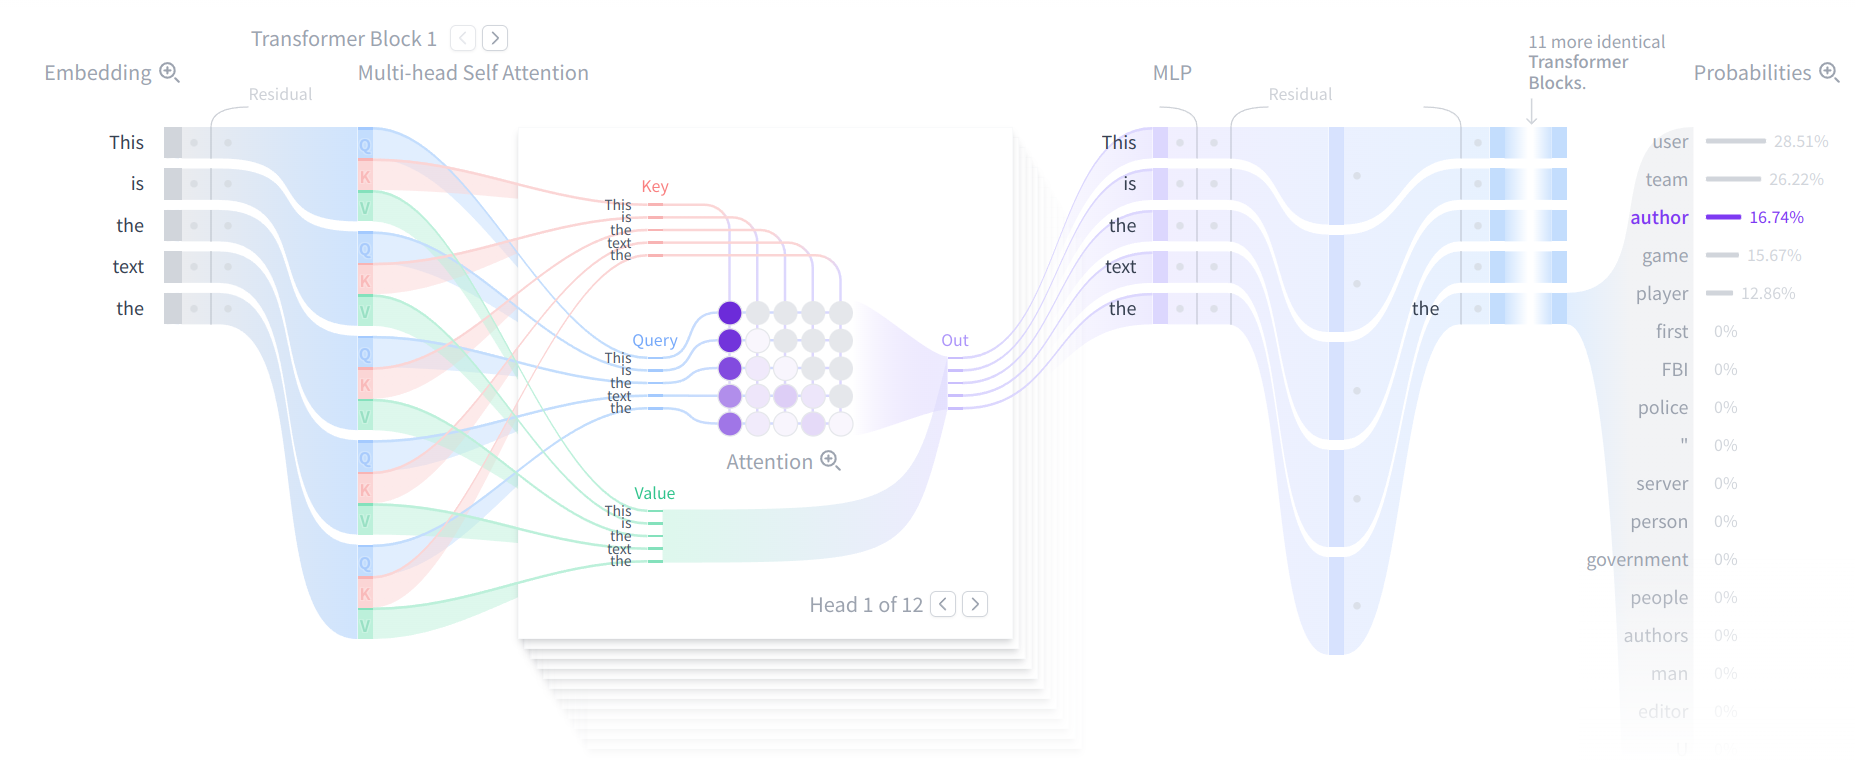 Transformer Block 1
Embedding
Residual
Multi-head Self Attention
MLP
Residual
11 more identical
Transformer
Blocks.
Probabilities
This
is
the
text
the
Q
K
V
Q
K
V
Q
K
V
Q
K
V
Q
K
V
Key
This
is
the
text
the
Query
This
is
the
text
the
Attention
Value
This
is
the
text
the
Out
Head 1 of 12
This
is
the
text
the
the
user 28.51%
team 26.22%
author 16.74%
game 15.67%
player 12.86%
first 0%
FBI 0%
police 0%
" 0%
server 0%
person 0%
government 0%
people 0%
authors 0%
man 0%
editor 0%